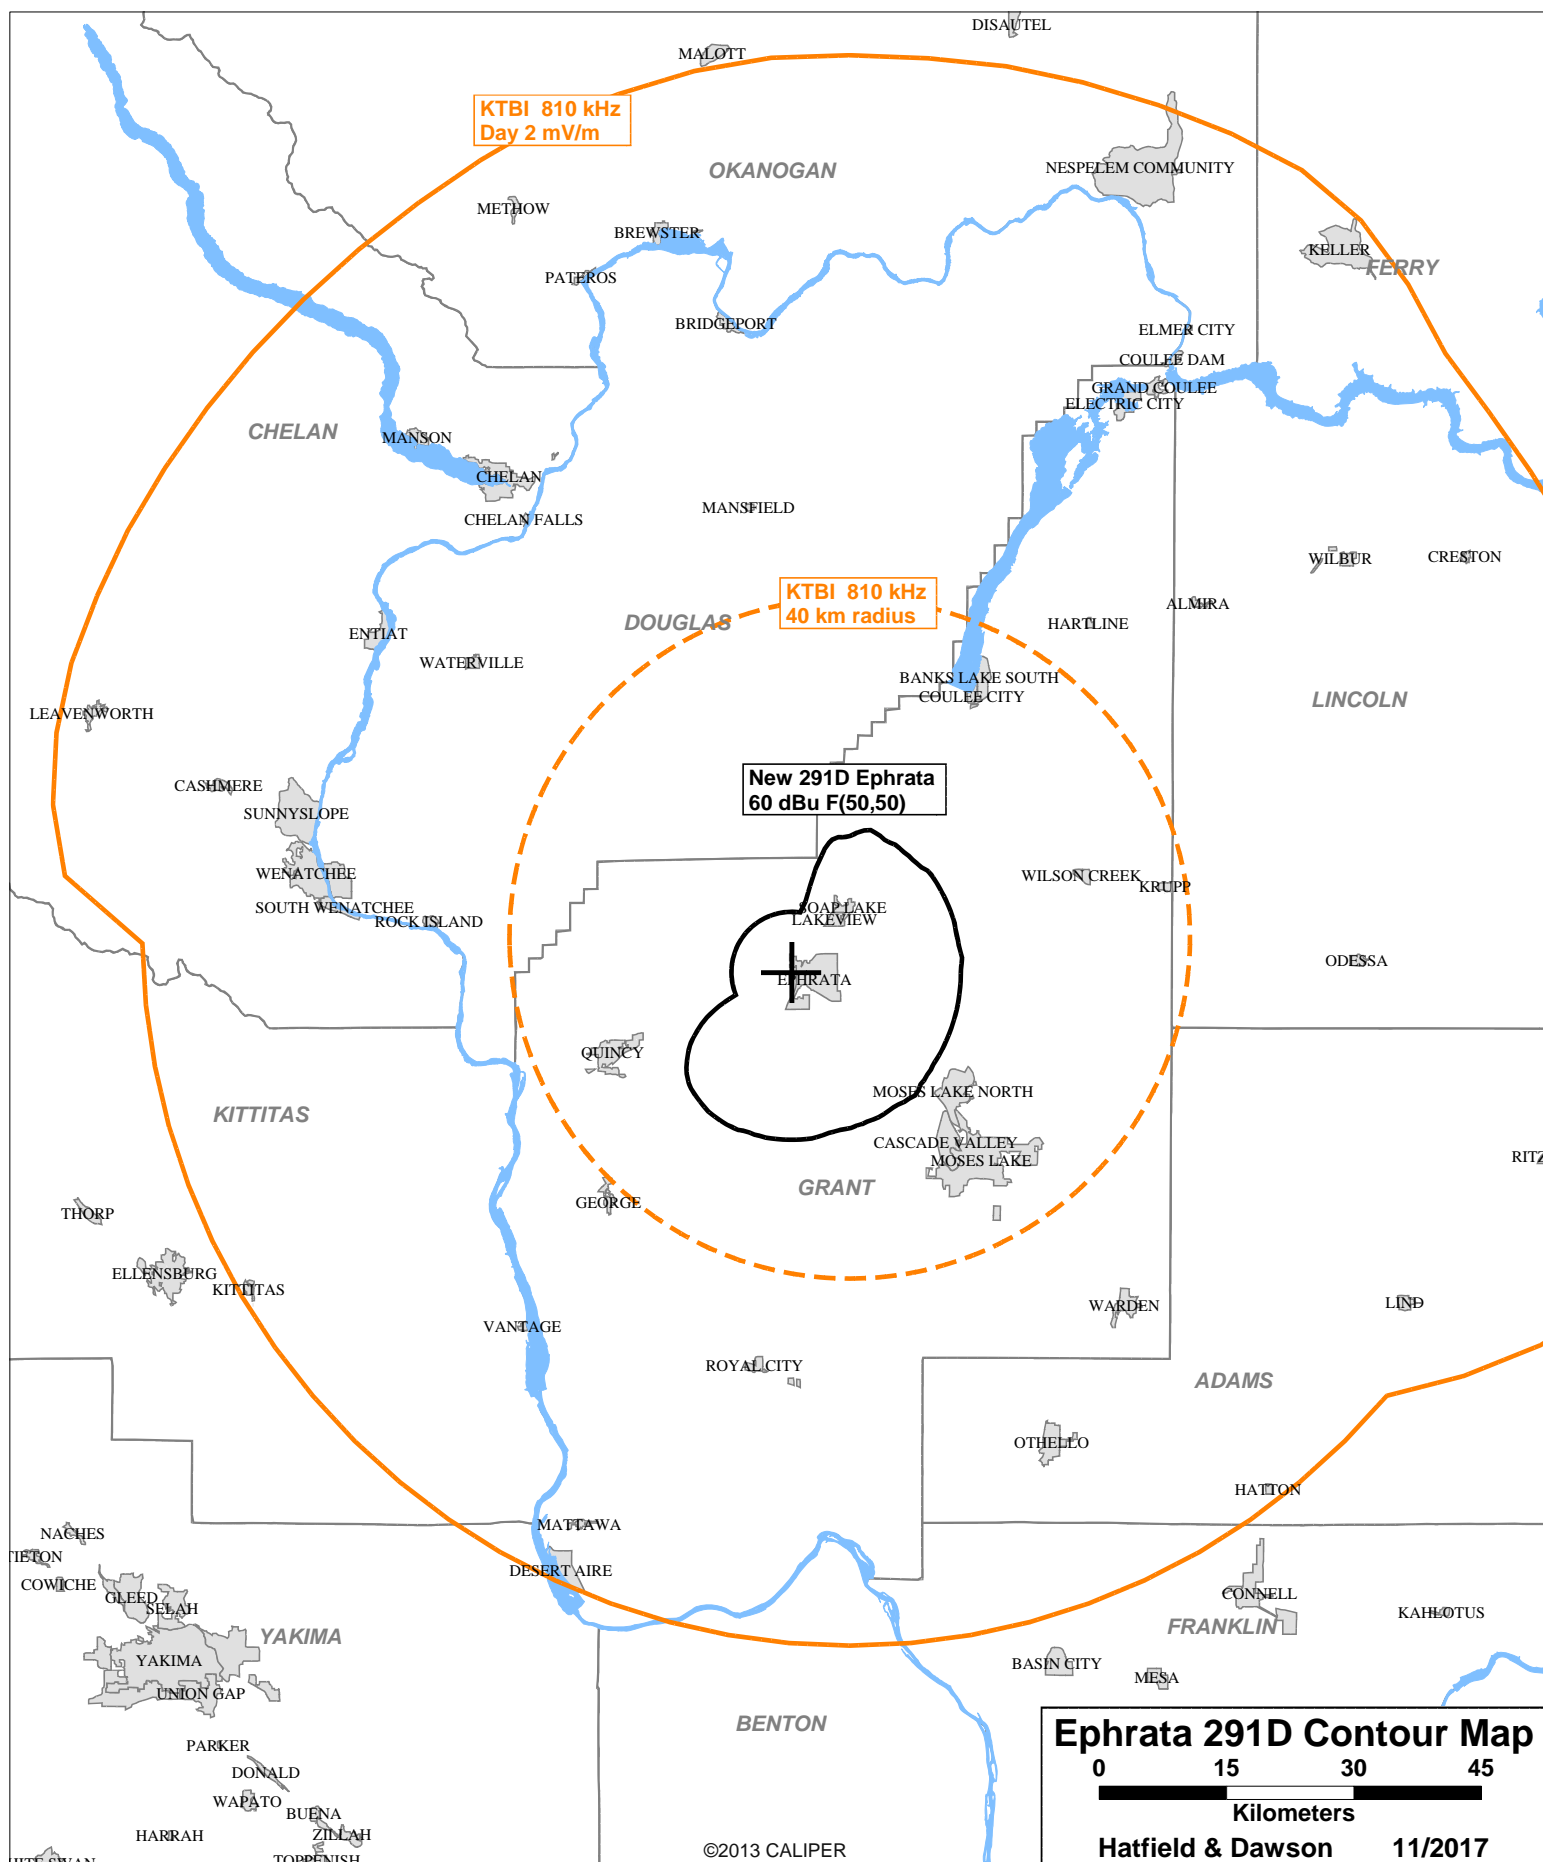 DISAUTEL
MALOTT
KTBI 810 kHz
Day 2 mV/m
OKANOGAN
NESPELEM COMMUNITY
METHOW
BREWSTER
KELLER
FERRY
PATEROS
BRIDGEPORT
ELMER CITY
COULEE DAM
GRAND COULEE
ELECTRIC CITY
CHELAN
MANSON
CHELAN
MANSFIELD
CHELAN FALLS
WILBUR
CRESTON
KTBI 810 kHz
40 km radius
ALMIRA
DOUGLAS
HARTLINE
ENTIAT
WATERVILLE
BANKS LAKE SOUTH
COULEE CITY
LINCOLN
LEAVENWORTH
New 291D Ephrata
60 dBu F(50,50)
CASHMERE
SUNNYSLOPE
WENATCHEE
WILSON CREEK
KRUPP
SOUTH WENATCHEE
ROCK ISLAND
SOAP LAKE
LAKEVIEW
ODESSA
EPHRATA
QUINCY
MOSES LAKE NORTH
KITTITAS
CASCADE VALLEY
MOSES LAKE
RITZ
GRANT
GEORGE
THORP
ELLENSBURG
KITTITAS
WARDEN
LIND
VANTAGE
ROYAL CITY
ADAMS
OTHELLO
HATTON
NACHES
MATTAWA
TIETON
COWICHE
DESERT AIRE
GLEED
SELAH
CONNELL
KAHLOTUS
YAKIMA
FRANKLIN
YAKIMA
BASIN CITY
MESA
UNION GAP
BENTON
PARKER
DONALD
WAPATO
BUENA
HARRAH
ZILLAH
TOPPENISH
HITE SWAN
©2013 CALIPER
Ephrata 291D Contour Map
0 15 30 45
Kilometers
Hatfield & Dawson 11/2017